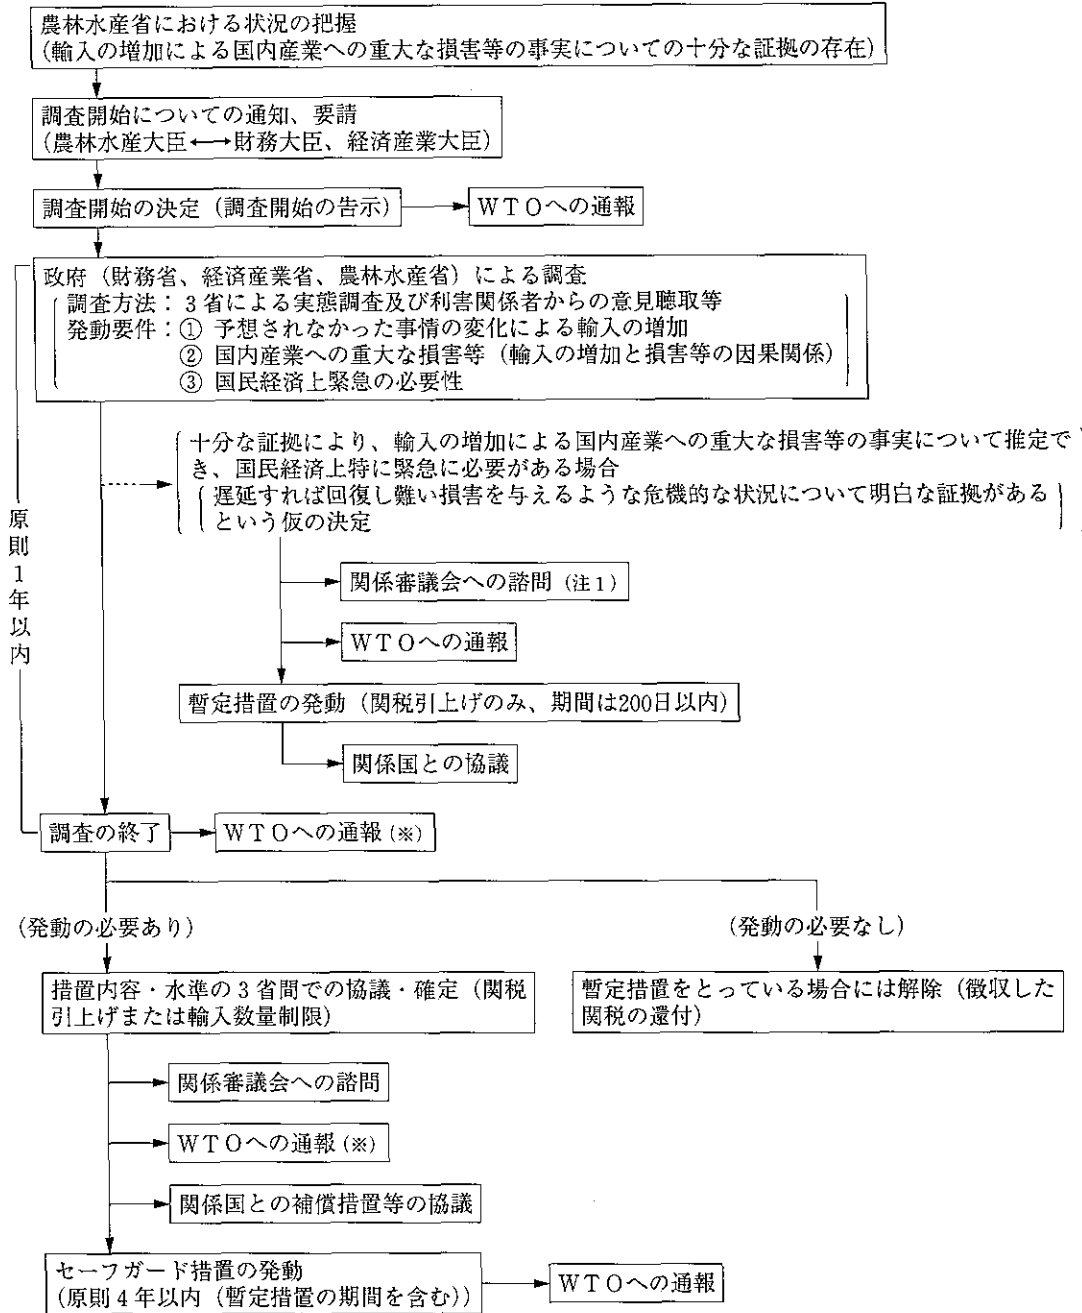 農林水産省における状況の把握
(輸入の増加による国内産業への重大な損害等の事実についての十分な証拠の存在)
調査開始についての通知、要請
(農林水産大臣←→財務大臣、経済産業大臣)
調査開始の決定(調査開始の告示)
WTOへの通報
政府(財務省、経済産業省、農林水産省)による調査
調査方法:3省による実態調査及び利害関係者からの意見聴取等
発動要件:① 予想されなかった事情の変化による輸入の増加
② 国内産業への重大な損害等(輸入の増加と損害等の因果関係)
③ 国民経済上緊急の必要性
十分な証拠により、輸入の増加による国内産業への重大な損害等の事実について推定で
き、国民経済上特に緊急に必要がある場合
遅延すれば回復し難い損害を与えるような危機的な状況について明白な証拠がある
という仮の決定
原則1年以内
関係審議会への諮問(注1)
WTOへの通報
暫定措置の発動(関税引上げのみ、期間は200日以内)
関係国との協議
調査の終了
WTOへの通報(※)
(発動の必要あり)
(発動の必要なし)
措置内容・水準の3省間での協議・確定(関税
引上げまたは輸入数量制限)
暫定措置をとっている場合には解除(徴収した
関税の還付)
関係審議会への諮問
WTOへの通報(※)
関係国との補償措置等の協議
セーフガード措置の発動
(原則4年以内(暫定措置の期間を含む))
WTOへの通報